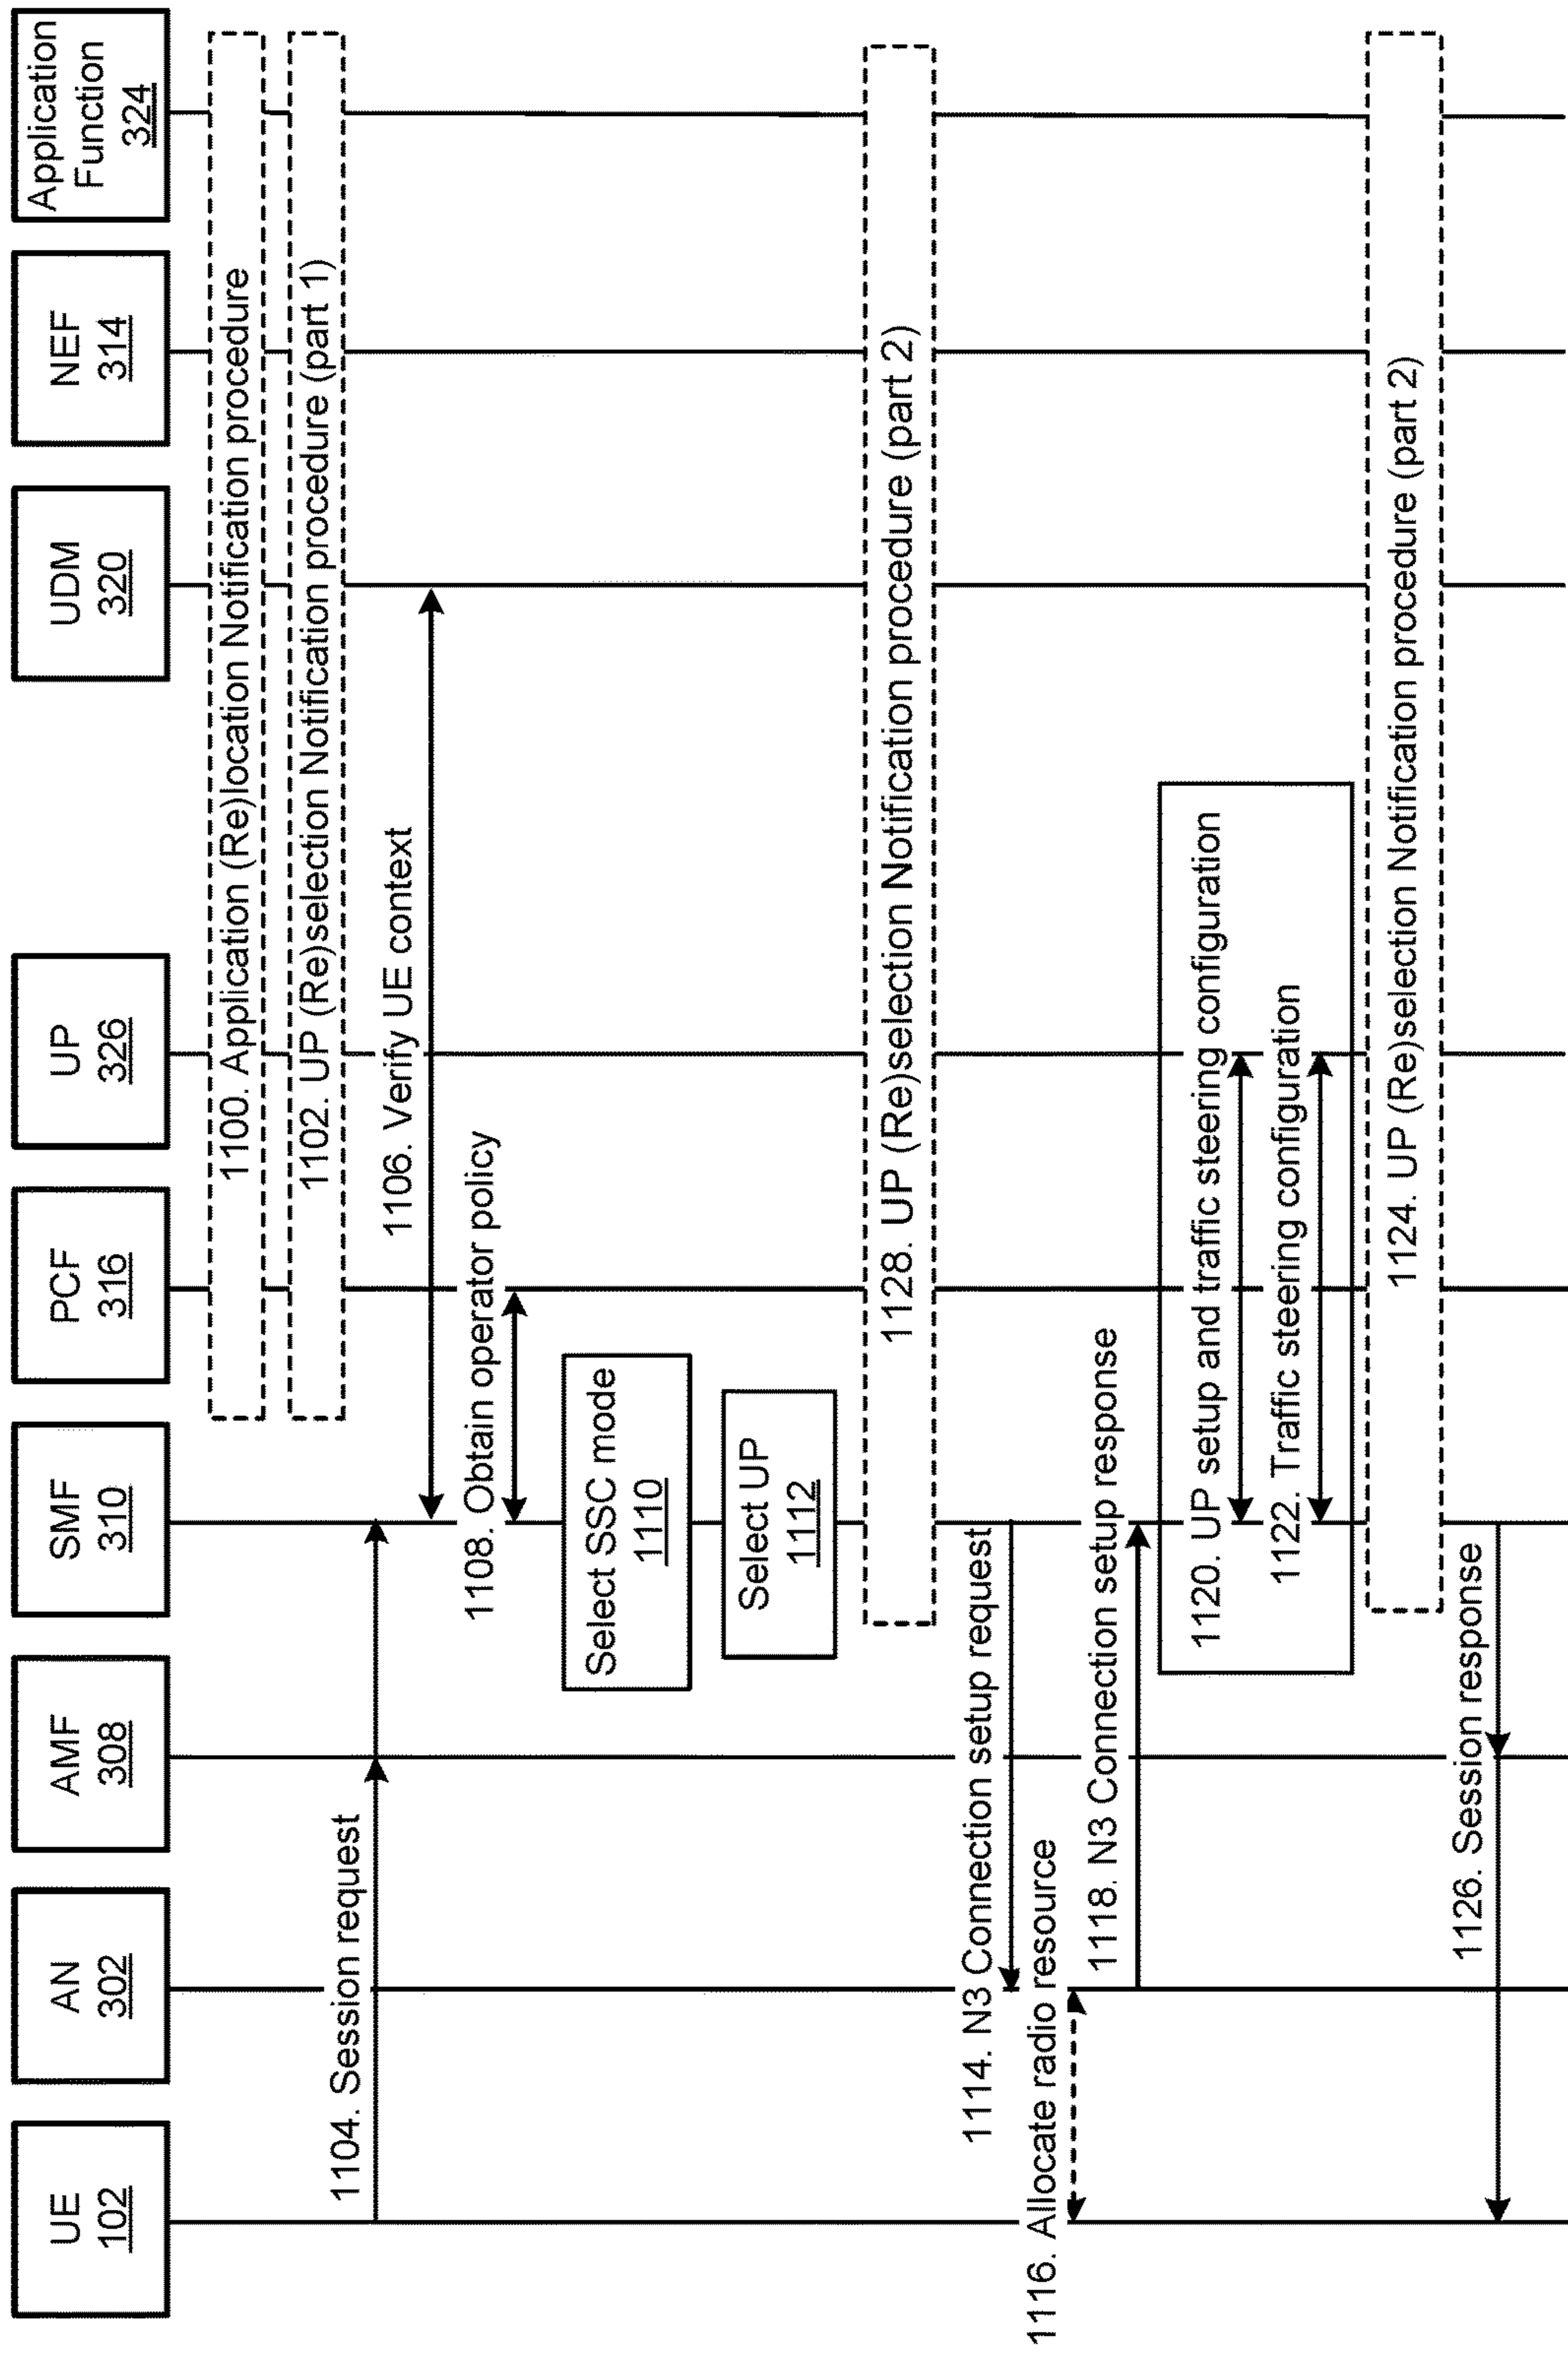 UE
102
AN
302
AMF
308
SMF
310
PCF
316
UP
326
UDM
320
NEF
314
Application
Function
324
1100. Application (Re)location Notification procedure
1102. UP (Re)selection Notification procedure (part 1)
1104. Session request
1106. Verify UE context
1108. Obtain operator policy
Select SSC mode
1110
Select UP
1112
1128. UP (Re)selection Notification procedure (part 2)
1114. N3 Connection setup request
1116. Allocate radio resource
1118. N3 Connection setup response
1120. UP setup and traffic steering configuration
1122. Traffic steering configuration
1124. UP (Re)selection Notification procedure (part 2)
1126. Session response